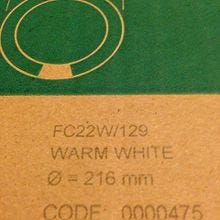 FC22W/129
WARM WHITE
Ø = 216 mm
CODE: 0000475